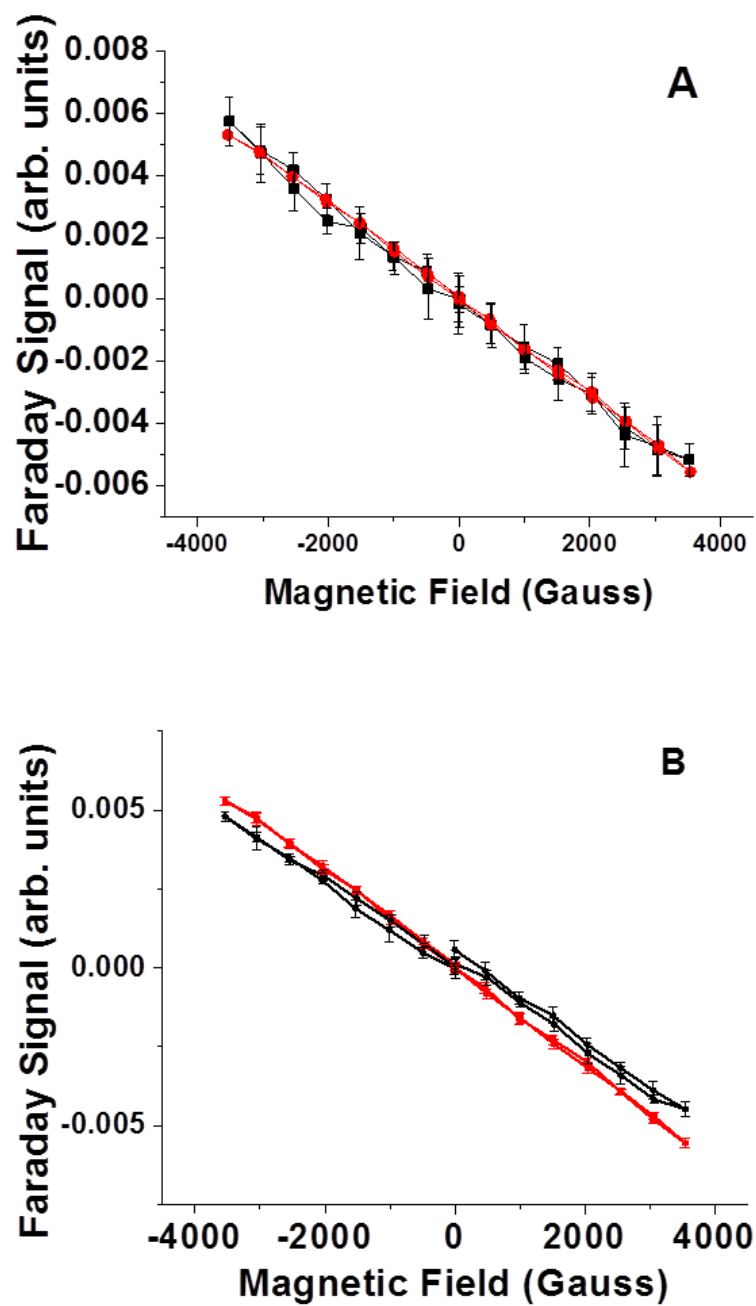 A
Faraday Signal (arb. units)
0.008
0.006
0.004
0.002
0.000
-0.002
-0.004
-0.006
-4000 -2000 0 2000 4000
Magnetic Field (Gauss)
B
Faraday Signal (arb. units)
0.005
0.000
-0.005
-4000 -2000 0 2000 4000
Magnetic Field (Gauss)